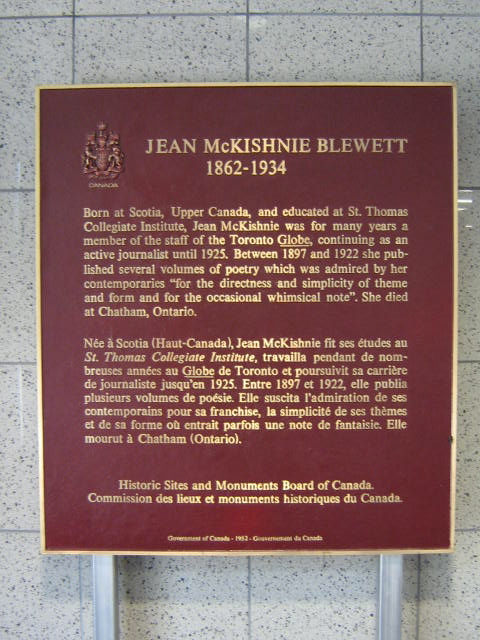 CANADA
JEAN McKISHNIE BLEWETT
1862-1934
Born at Scotia, Upper Canada, and educated at St. Thomas
Collegiate Institute, Jean McKishnie was for many years a
member of the staff of the Toronto Globe, continuing as an
active journalist until 1925. Between 1897 and 1922 she pub-
lished several volumes of poetry which was admired by her
contemporaries "for the directness and simplicity of theme
and form and for the occasional whimsical note". She died
at Chatham, Ontario.
Née à Scotia (Haut-Canada), Jean McKishnie fit ses études au
St. Thomas Collegiate Institute, travailla pendant de nom-
breuses années au Globe de Toronto et poursuivit sa carrière
de journaliste jusqu'en 1925. Entre 1897 et 1922, elle publia
plusieurs volumes de poésie. Elle suscita l'admiration de ses
contemporains pour sa franchise, la simplicité de ses thèmes
et de sa forme où entrait parfois une note de fantaisie. Elle
mourut à Chatham (Ontario).
Historic Sites and Monuments Board of Canada.
Commission des lieux et monuments historiques du Canada.
Government of Canada - 1982 - Gouvernement du Canada